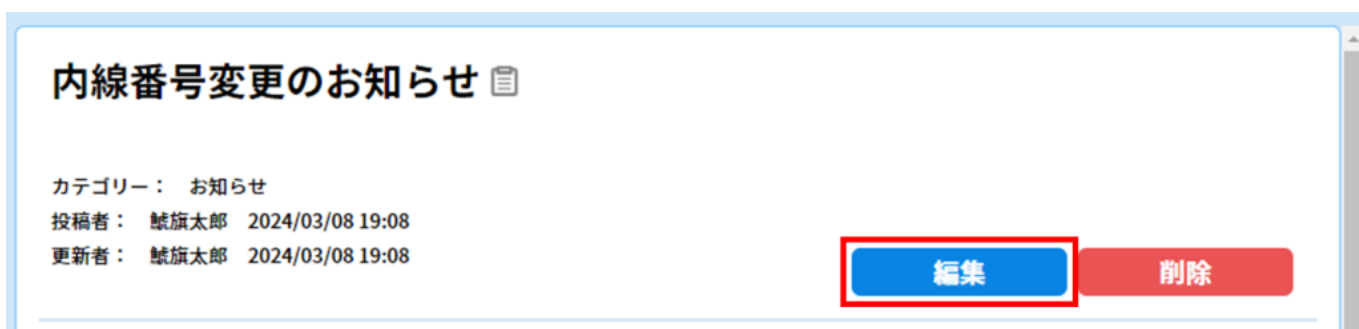 内線番号変更のお知らせ
カテゴリー： お知らせ
投稿者： 鯱旗太郎 2024/03/08 19:08
更新者： 鯱旗太郎 2024/03/08 19:08
編集 削除